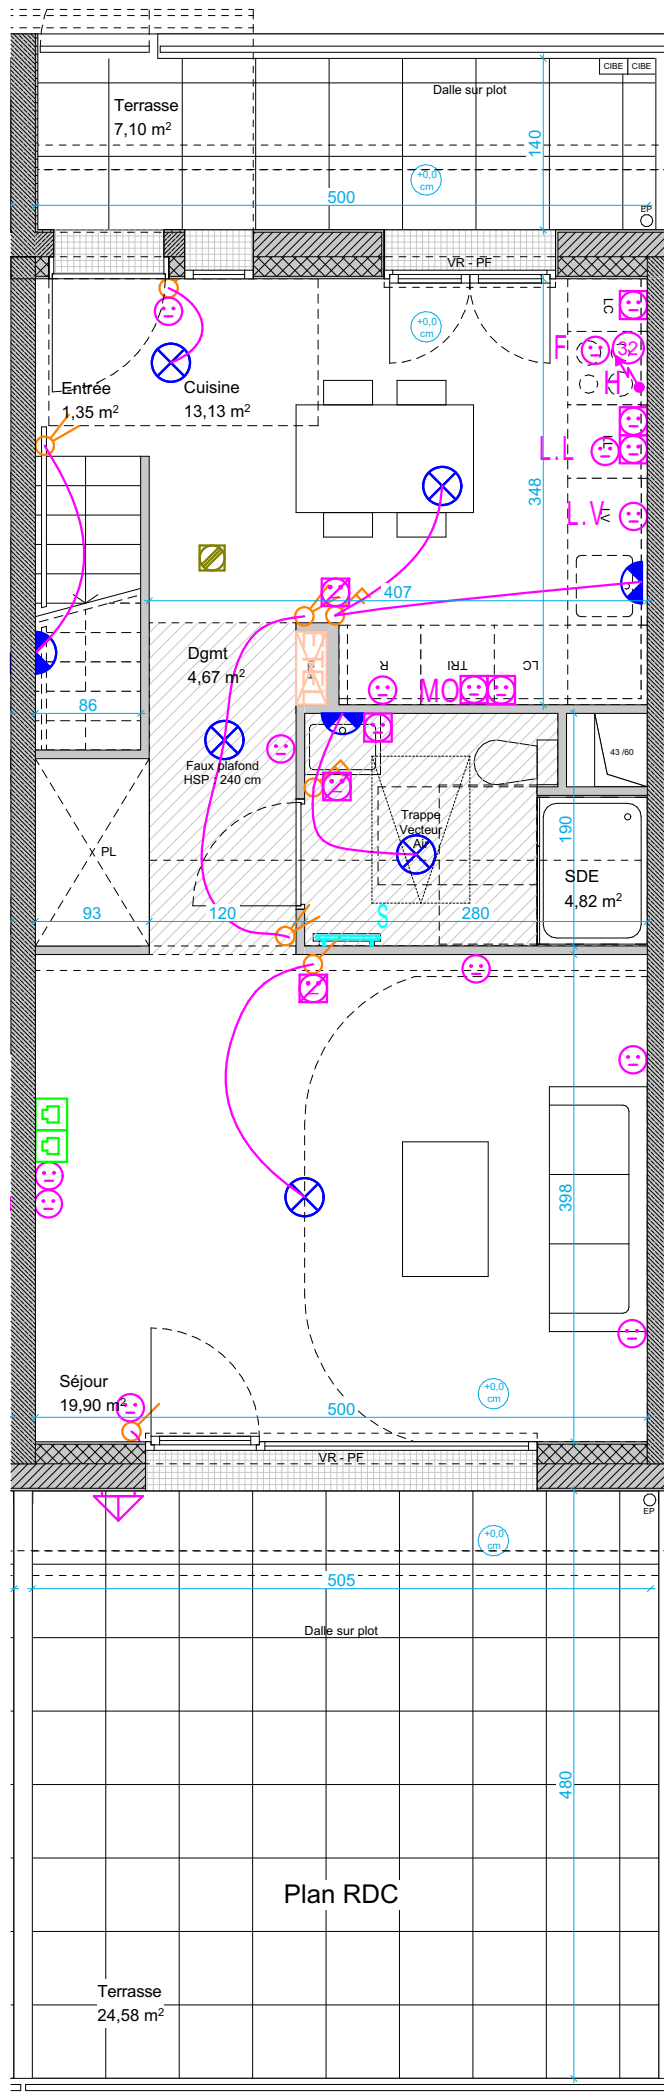 CIBE CIBE
Terrasse
7,10 m²
Dalle sur plot
140
+0,0
cm
500
EP
VR - PF
LC
+0,0
cm
F
32
H
Entrée
1,35 m²
Cuisine
13,13 m²
LL
L.L
348
LV
L.V
407
Dgmt
4,67 m²
ETEL
R
TRI
LC
MO
86
43 /60
Faux plafond
HSP : 240 cm
Trappe
Vecteur
Air
190
PL
SDE
4,82 m²
93
120
S
280
398
Séjour
19,90 m²
+0,0
cm
500
VR - PF
EP
+0,0
cm
505
Dalle sur plot
480
Plan RDC
Terrasse
24,58 m²